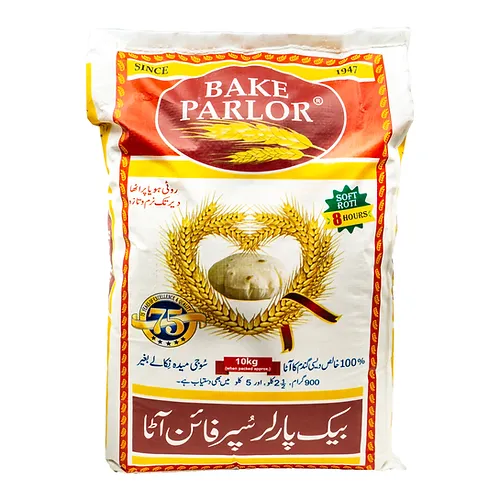 SINCE 1947
BAKE
PARLOR®
روٹی ہو یا پراٹھا
دیر تک نرم و تازہ
SOFT
ROTI
8 HOURS
75
10kg
(when packed approx.)
100% خالص دیسی گندم کا آٹا
سُوجی میدہ نکالے بغیر
900 گرام، 2 کلو، اور 5 کلو میں بھی دستیاب ہے۔
بیک پارلر سُپر فائن آٹا